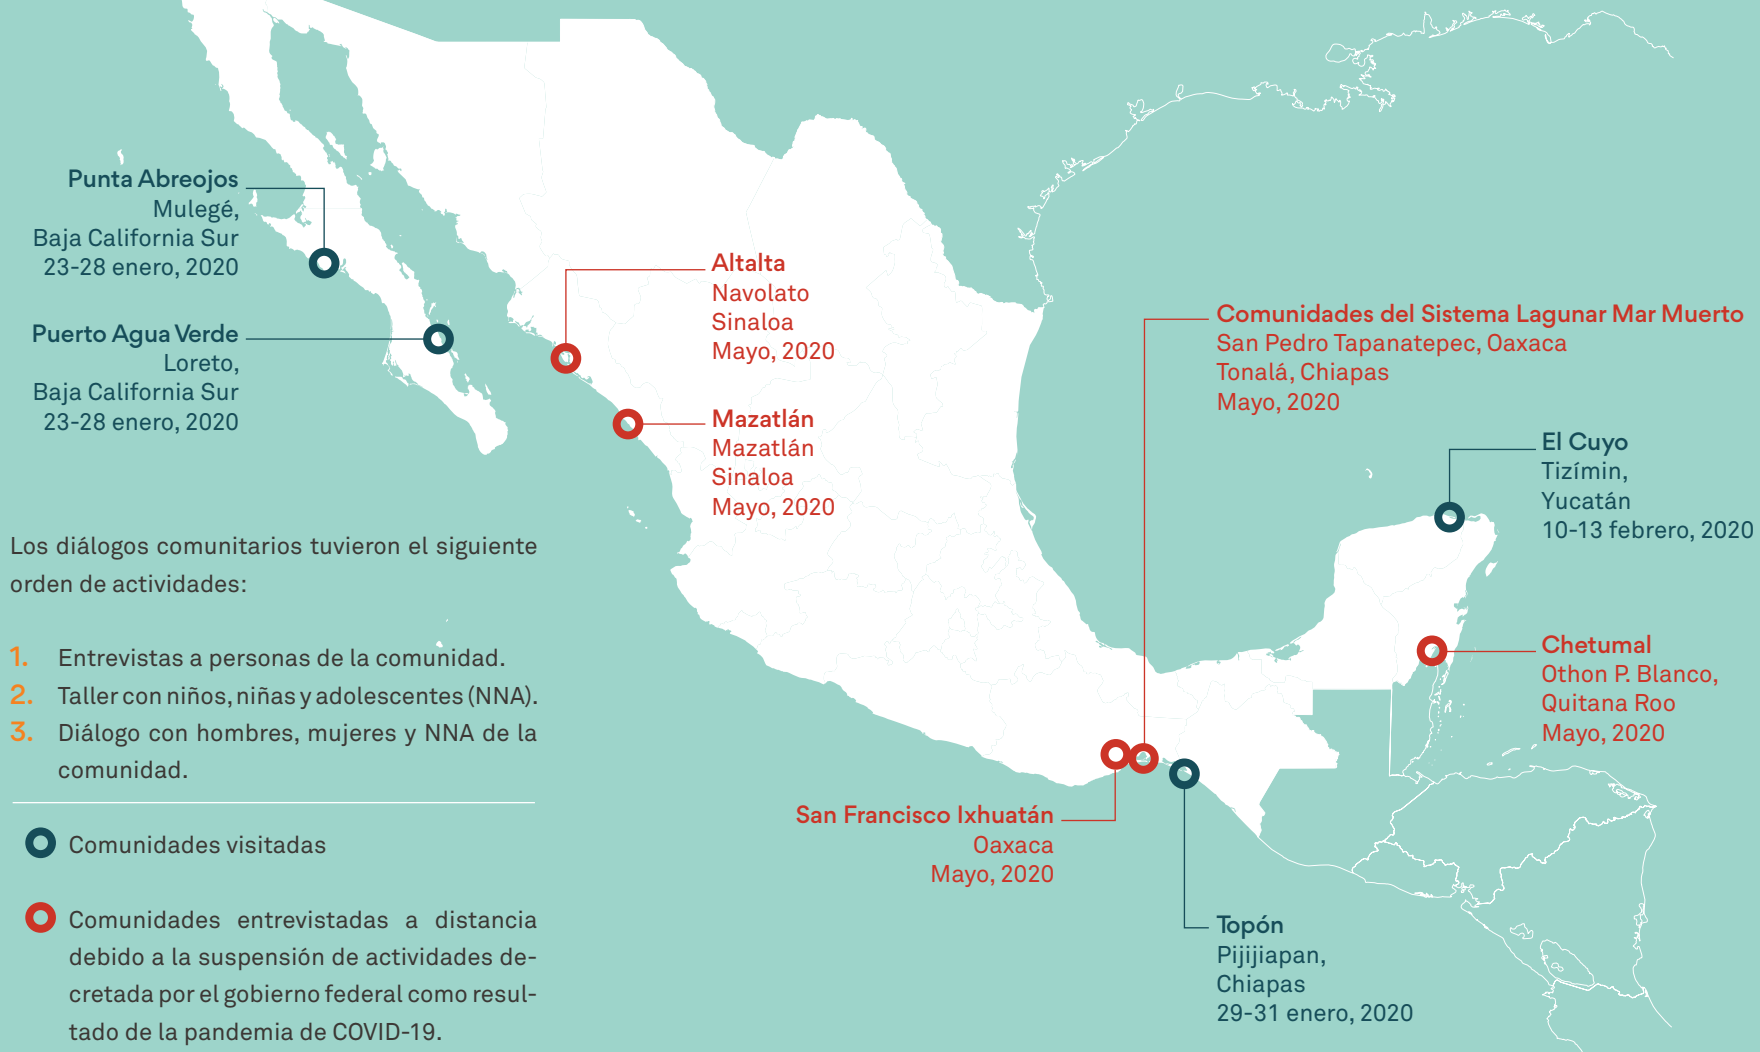 Punta Abreojos
Mulegé,
Baja California Sur
23-28 enero, 2020
Puerto Agua Verde
Loreto,
Baja California Sur
23-28 enero, 2020
Altalta
Navolato
Sinaloa
Mayo, 2020
Mazatlán
Mazatlán
Sinaloa
Mayo, 2020
Comunidades del Sistema Lagunar Mar Muerto
San Pedro Tapanatepec, Oaxaca
Tonalá, Chiapas
Mayo, 2020
El Cuyo
Tizímin,
Yucatán
10-13 febrero, 2020
Chetumal
Othon P. Blanco,
Quitana Roo
Mayo, 2020
San Francisco Ixhuatán
Oaxaca
Mayo, 2020
Topón
Pijijiapan,
Chiapas
29-31 enero, 2020
Los diálogos comunitarios tuvieron el siguiente
orden de actividades:
1. Entrevistas a personas de la comunidad.
2. Taller con niños, niñas y adolescentes (NNA).
3. Diálogo con hombres, mujeres y NNA de la
comunidad.
Comunidades visitadas
Comunidades entrevistadas a distancia
debido a la suspensión de actividades de-
cretada por el gobierno federal como resul-
tado de la pandemia de COVID-19.